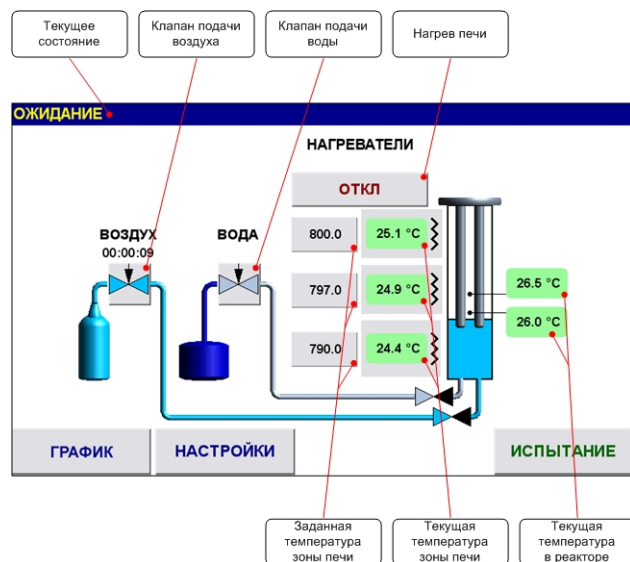 Текущее
состояние
Клапан подачи
воздуха
Клапан подачи
воды
Нагрев печи
ОЖИДАНИЕ
НАГРЕВАТЕЛИ
ОТКЛ
ВОЗДУХ
00:00:09
ВОДА
800.0
25.1 °C
797.0
24.9 °C
790.0
24.4 °C
26.5 °C
26.0 °C
ГРАФИК
НАСТРОЙКИ
ИСПЫТАНИЕ
Заданная
температура
зоны печи
Текущая
температура
зоны печи
Текущая
температура
в реакторе